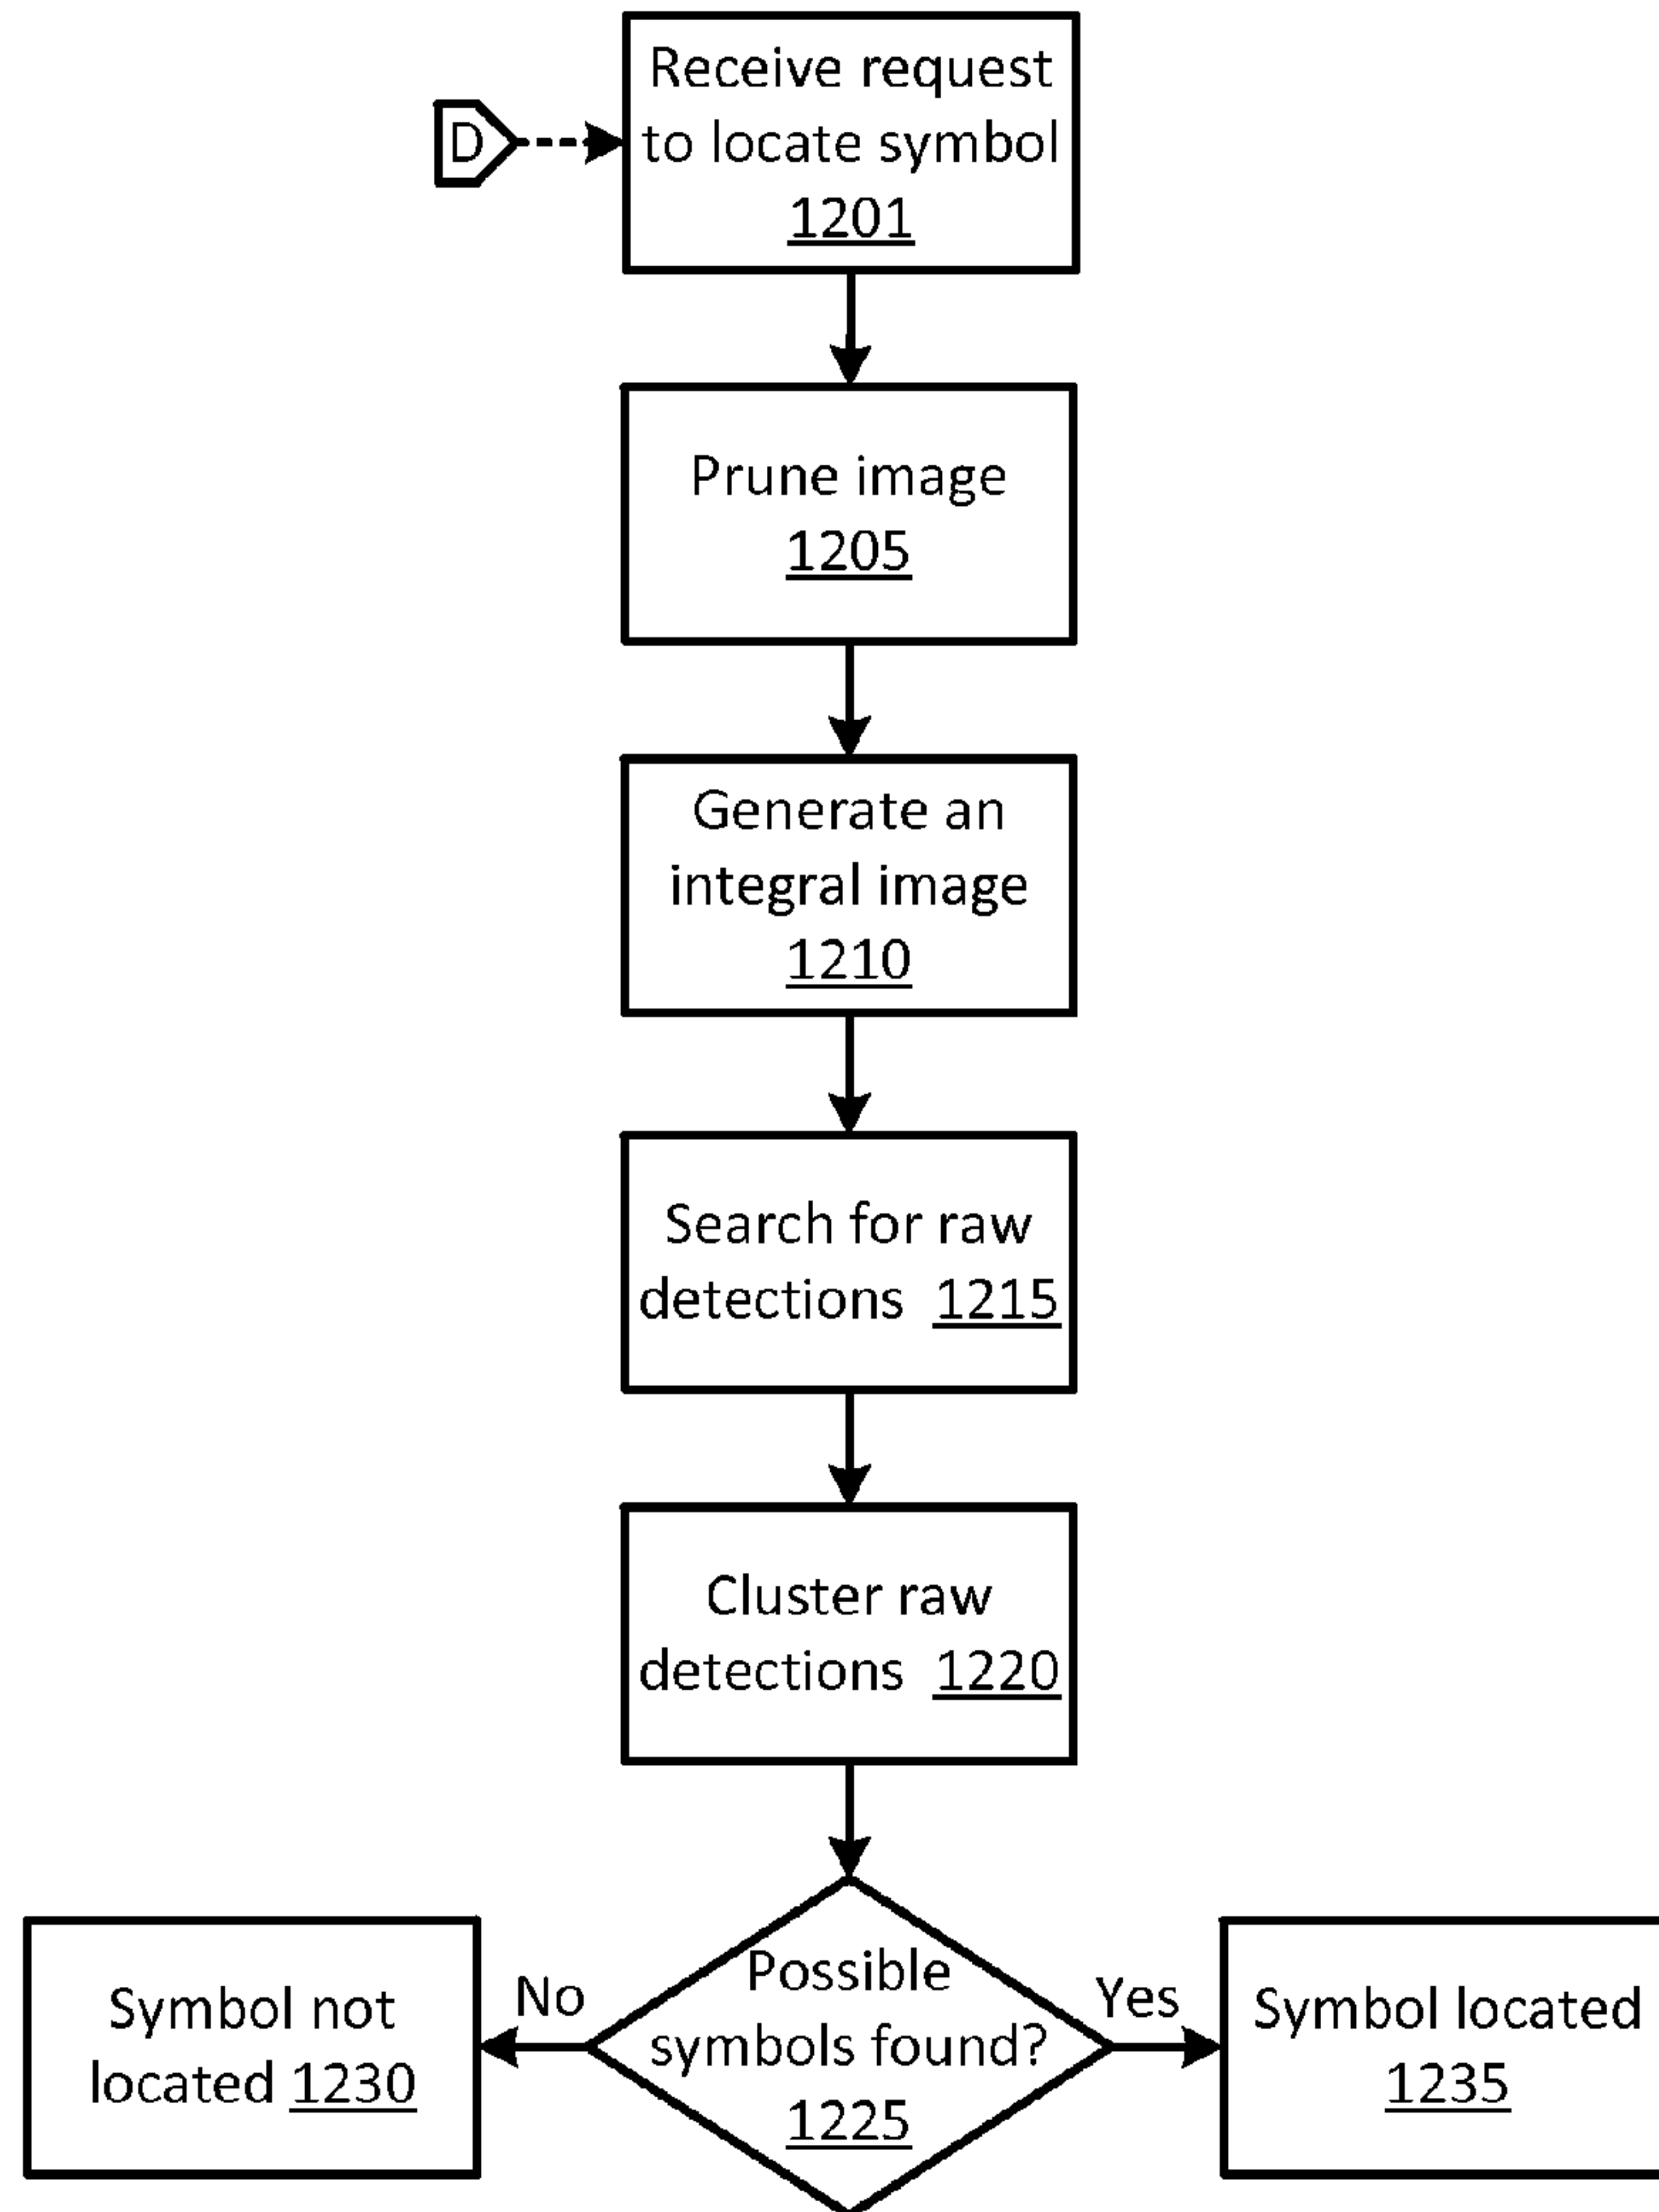 Receive request
D
to locate symbol
1201
Prune image
1205
Generate an
integral image
1210
Search for raw
detections 1215
Cluster raw
detections 1220
Possible
symbols found?
1225
No
Yes
Symbol not
located 1230
Symbol located
1235